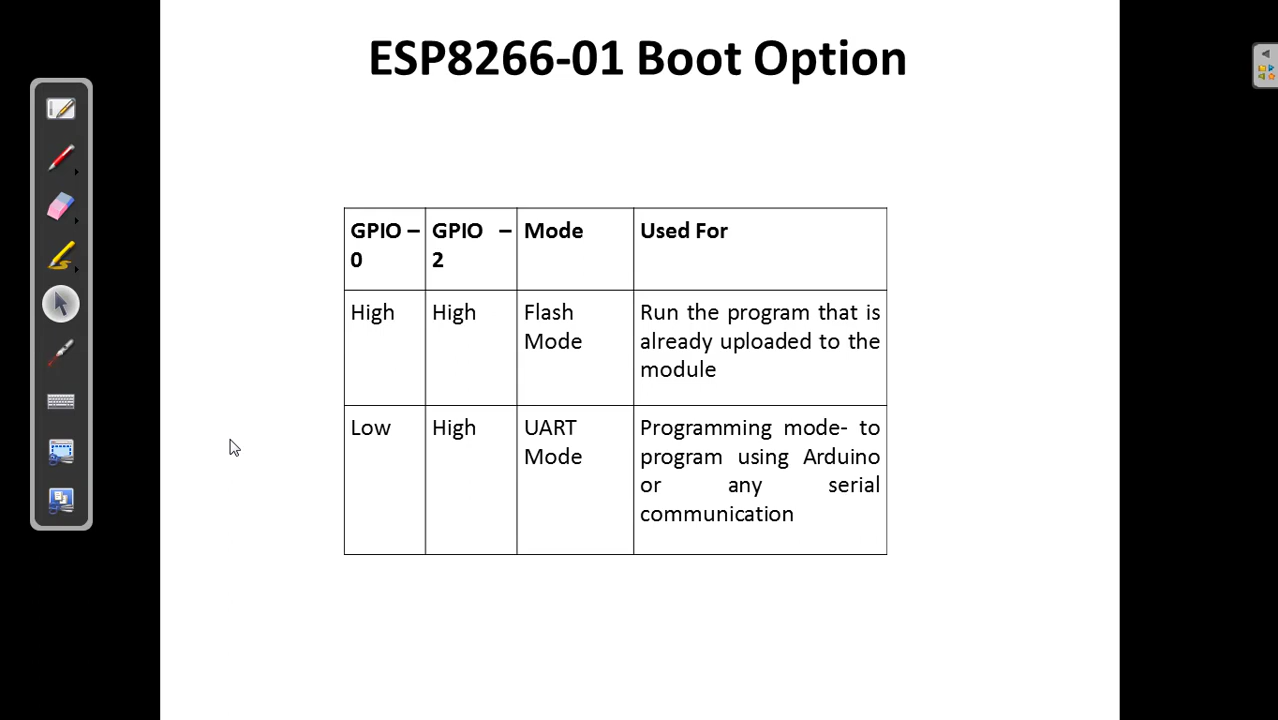 ESP8266-01 Boot Option
GPIO –
0
GPIO –
2
Mode
Used For
High
High
Flash
Mode
Run the program that is
already uploaded to the
module
Low
High
UART
Mode
Programming mode- to
program using Arduino
or any serial
communication